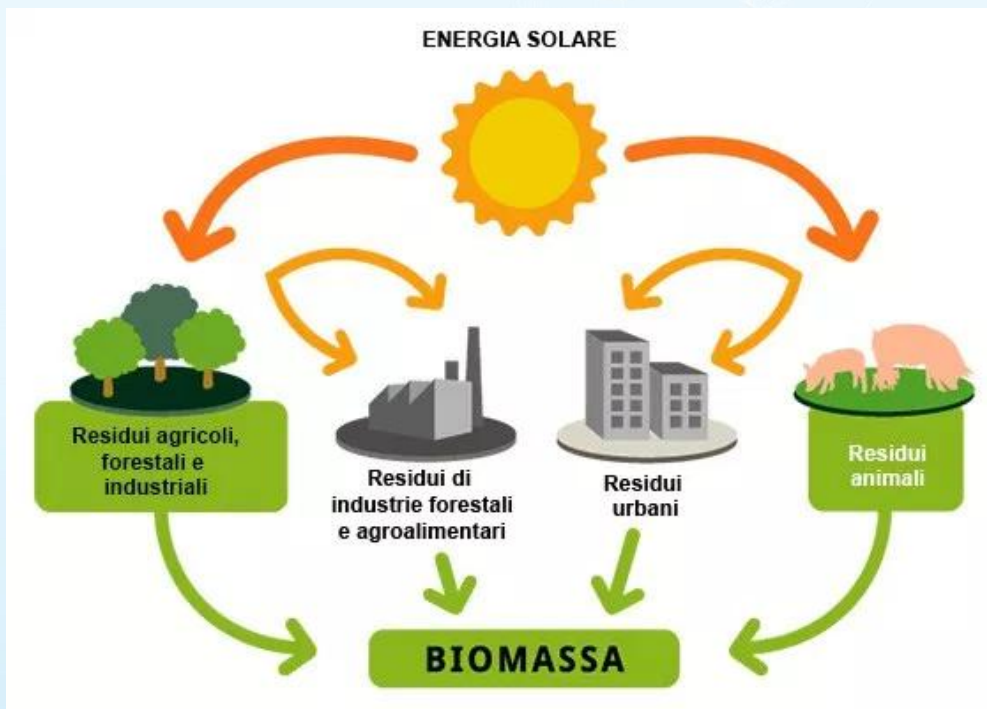 ENERGIA SOLARE
Residui agricoli,
forestali e
industriali
Residui di
industrie forestali
e agroalimentari
Residui
urbani
Residui
animali
BIOMASSA